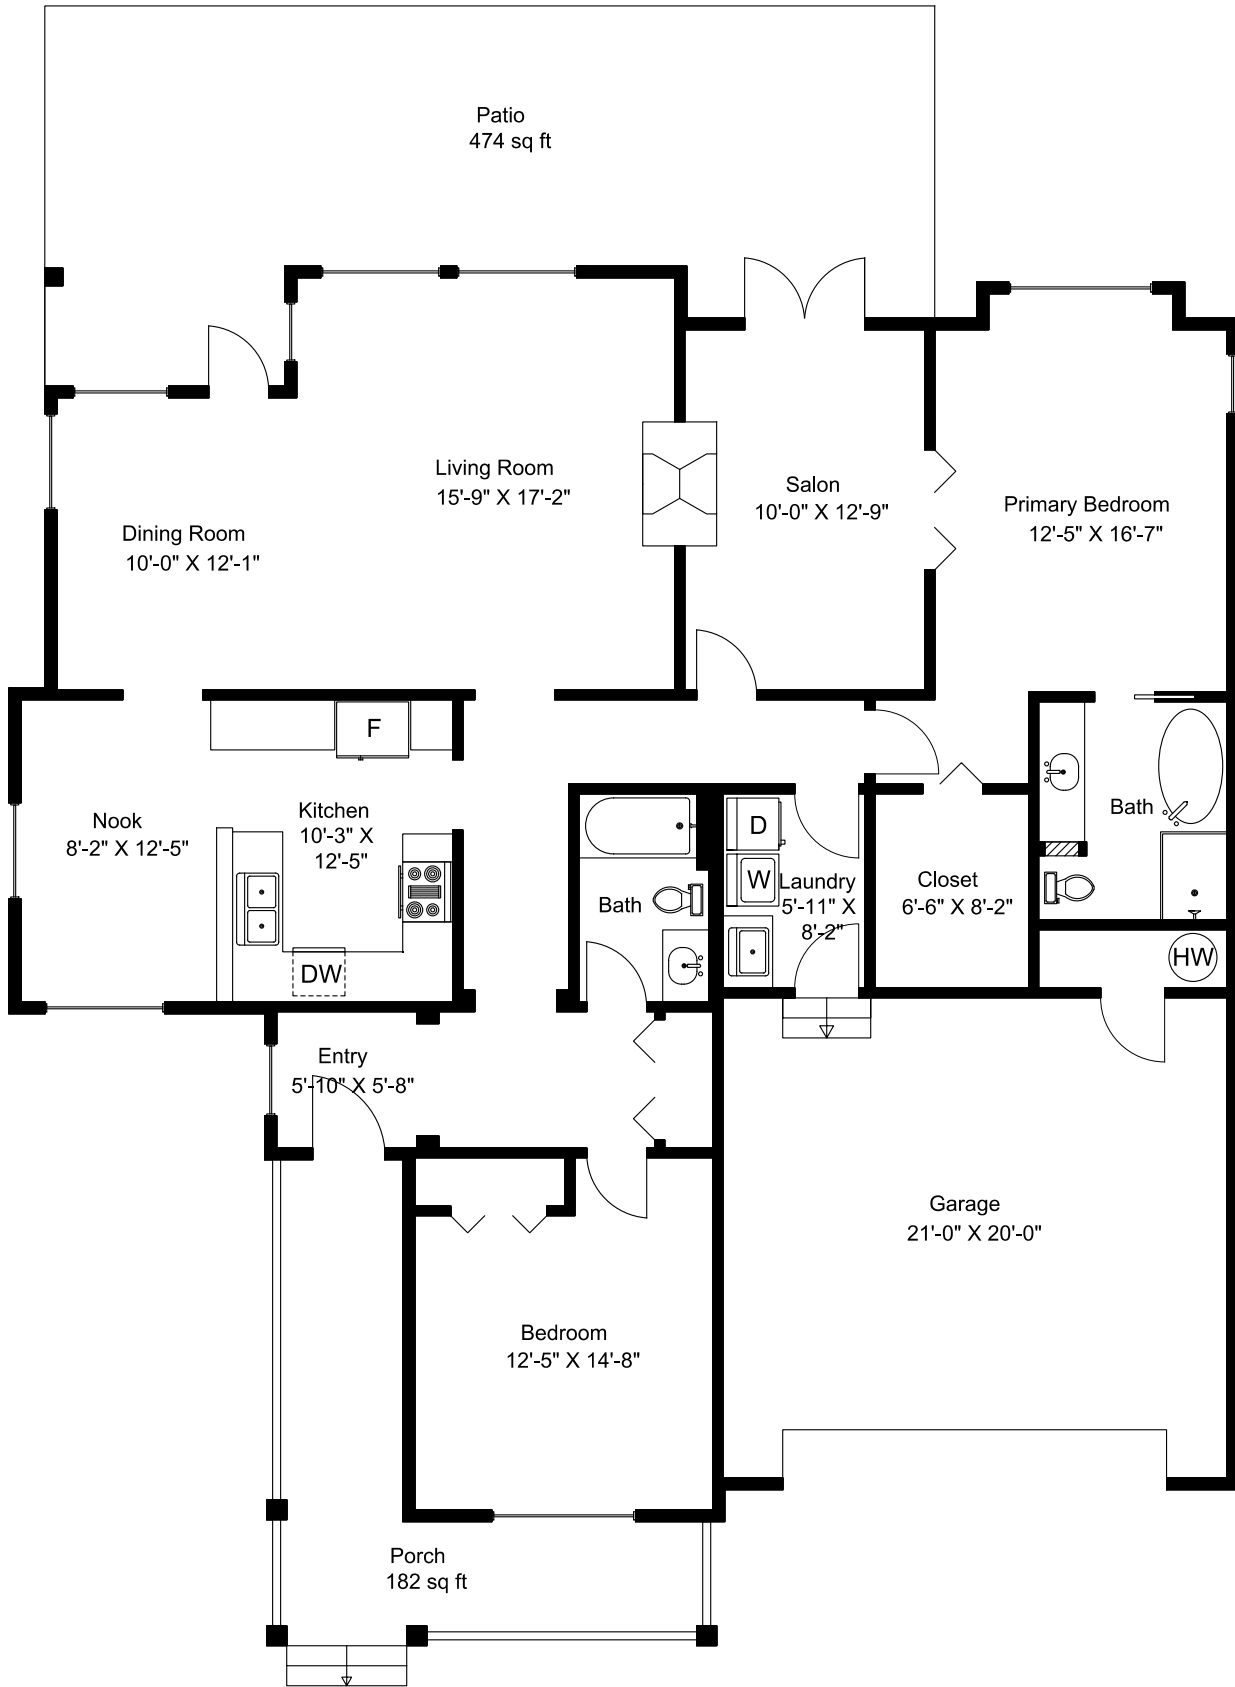 Patio
474 sq ft
Living Room
15'-9" X 17'-2"
Salon
10'-0" X 12'-9"
Primary Bedroom
12'-5" X 16'-7"
Dining Room
10'-0" X 12'-1"
F
Nook
8'-2" X 12'-5"
Kitchen
10'-3" X
12'-5"
DW
Bath
D
W
Laundry
5'-11" X
8'-2"
Closet
6'-6" X 8'-2"
Bath
HW
Entry
5'-10" X 5'-8"
Garage
21'-0" X 20'-0"
Bedroom
12'-5" X 14'-8"
Porch
182 sq ft